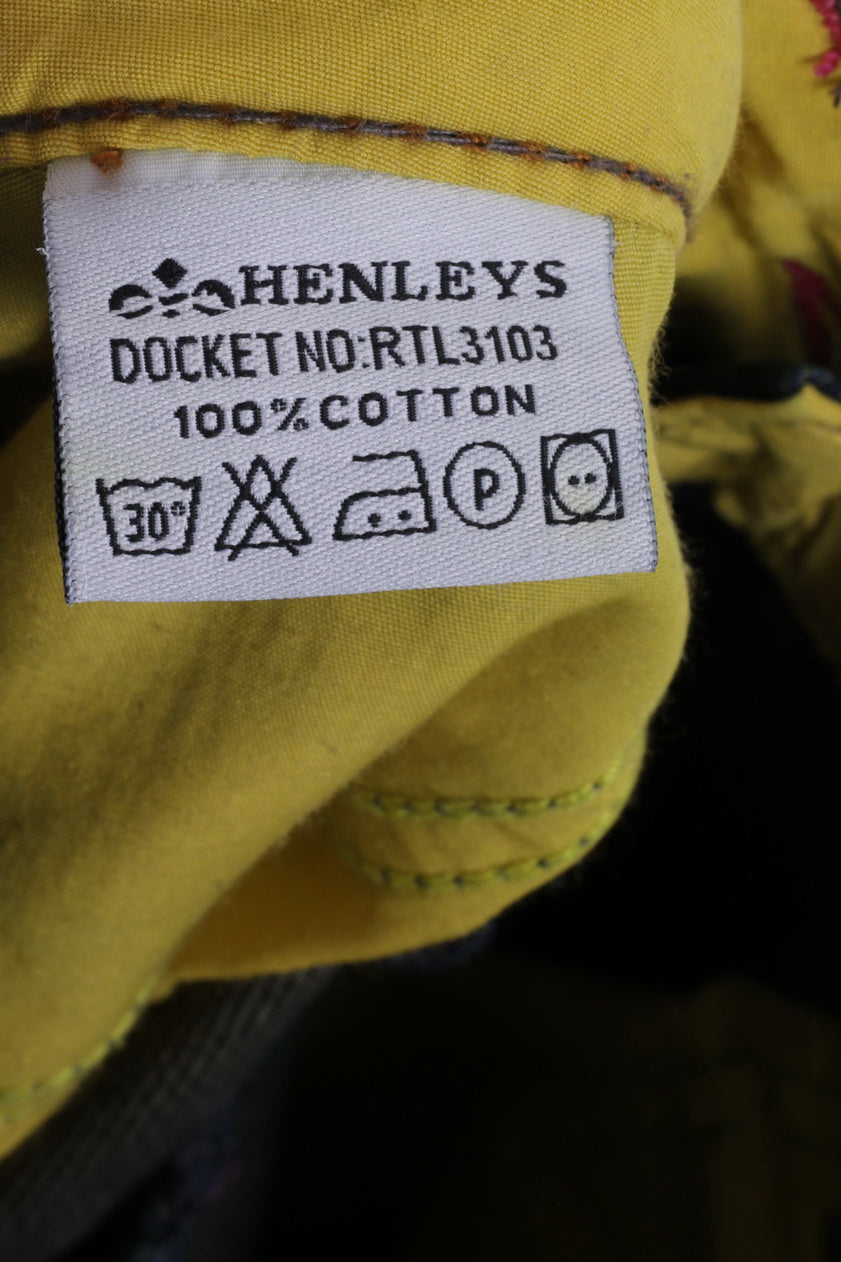 HENLEYS
DOCKET NO:RTL3103
100%COTTON
30° P